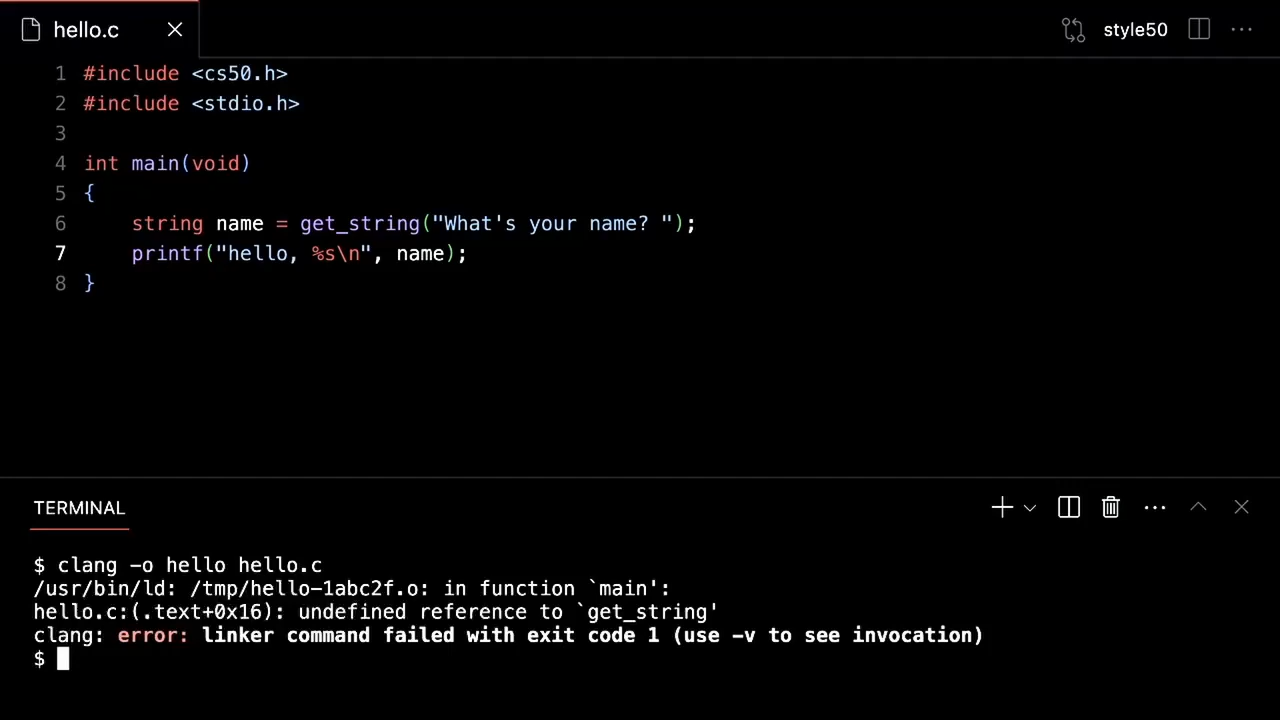 hello.c
style50
1 #include <cs50.h>
2 #include <stdio.h>
3
4 int main(void)
5 {
6     string name = get_string("What's your name? ");
7     printf("hello, %s\n", name);
8 }
TERMINAL
$ clang -o hello hello.c
/usr/bin/ld: /tmp/hello-1abc2f.o: in function `main':
hello.c:(.text+0x16): undefined reference to `get_string'
clang: error: linker command failed with exit code 1 (use -v to see invocation)
$